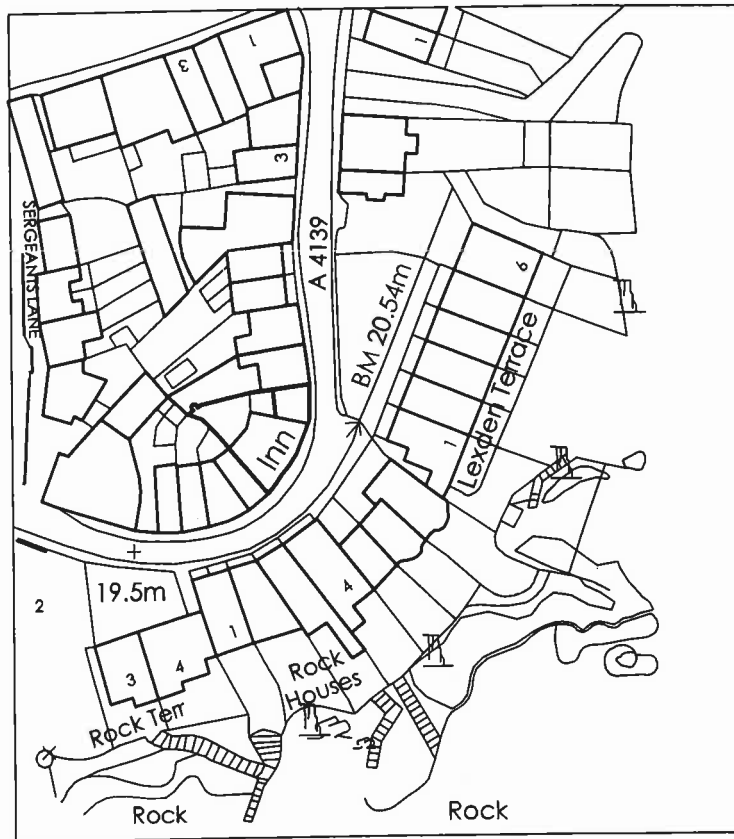 1
3
1
3
SERGEANTS LANE
A 4139
BM 20.54m
6
Lexden Terrace
1
Inn
19.5m
2
3
4
1
4
Rock
Houses
Rock Terr
Rock
Rock